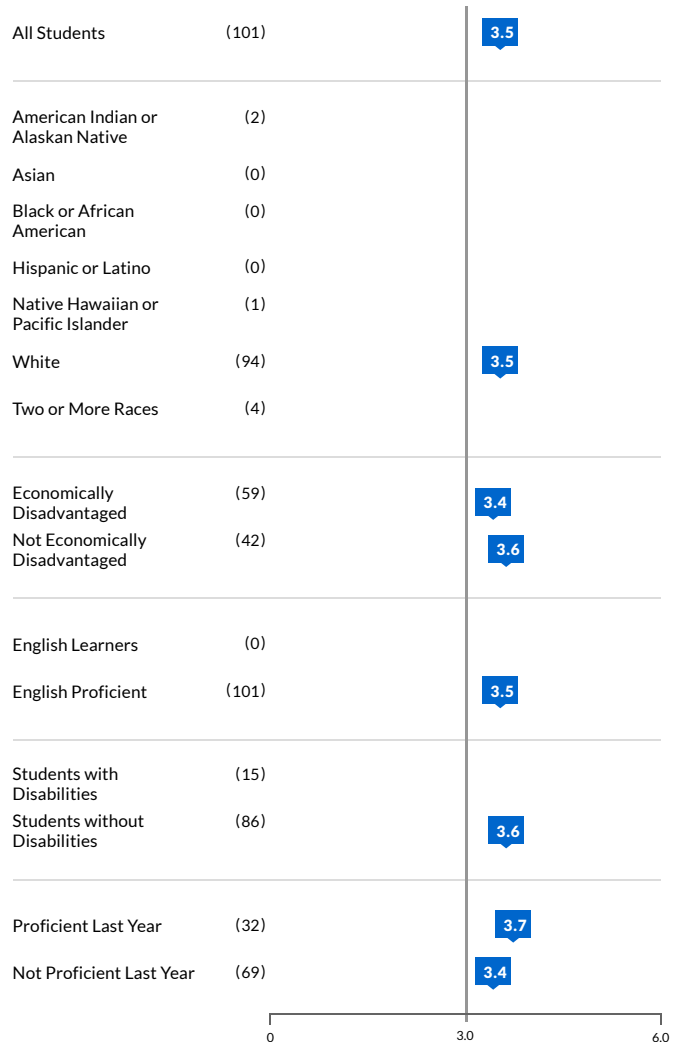 All Students (101) 3.5
American Indian or (2)
Alaskan Native
Asian (0)
Black or African (0)
American
Hispanic or Latino (0)
Native Hawaiian or (1)
Pacific Islander
White (94) 3.5
Two or More Races (4)
Economically (59) 3.4
Disadvantaged
Not Economically (42) 3.6
Disadvantaged
English Learners (0)
English Proficient (101) 3.5
Students with (15)
Disabilities
Students without (86) 3.6
Disabilities
Proficient Last Year (32) 3.7
Not Proficient Last Year (69) 3.4
0 3.0 6.0